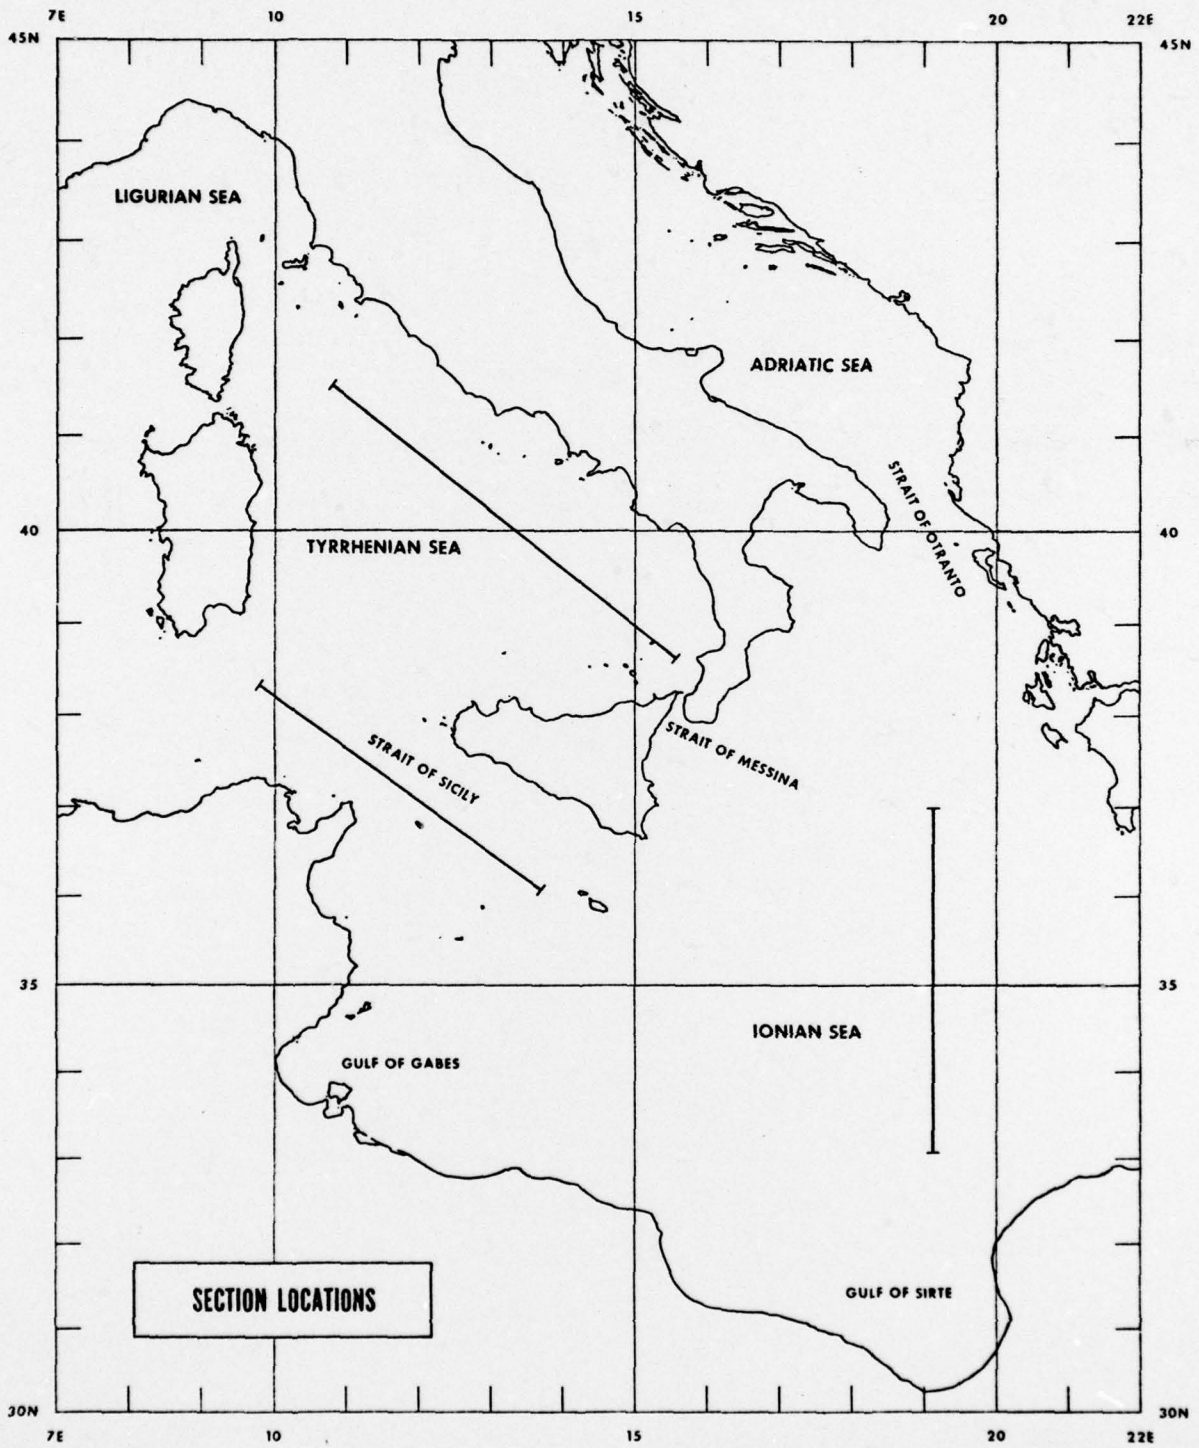 7E 10 15 20 22E
45N 45N
LIGURIAN SEA
ADRIATIC SEA
STRAIT OF OTRANTO
40 40
TYRRHENIAN SEA
STRAIT OF MESSINA
STRAIT OF SICILY
35 35
IONIAN SEA
GULF OF GABES
GULF OF SIRTE
SECTION LOCATIONS
30N 30N
7E 10 15 20 22E